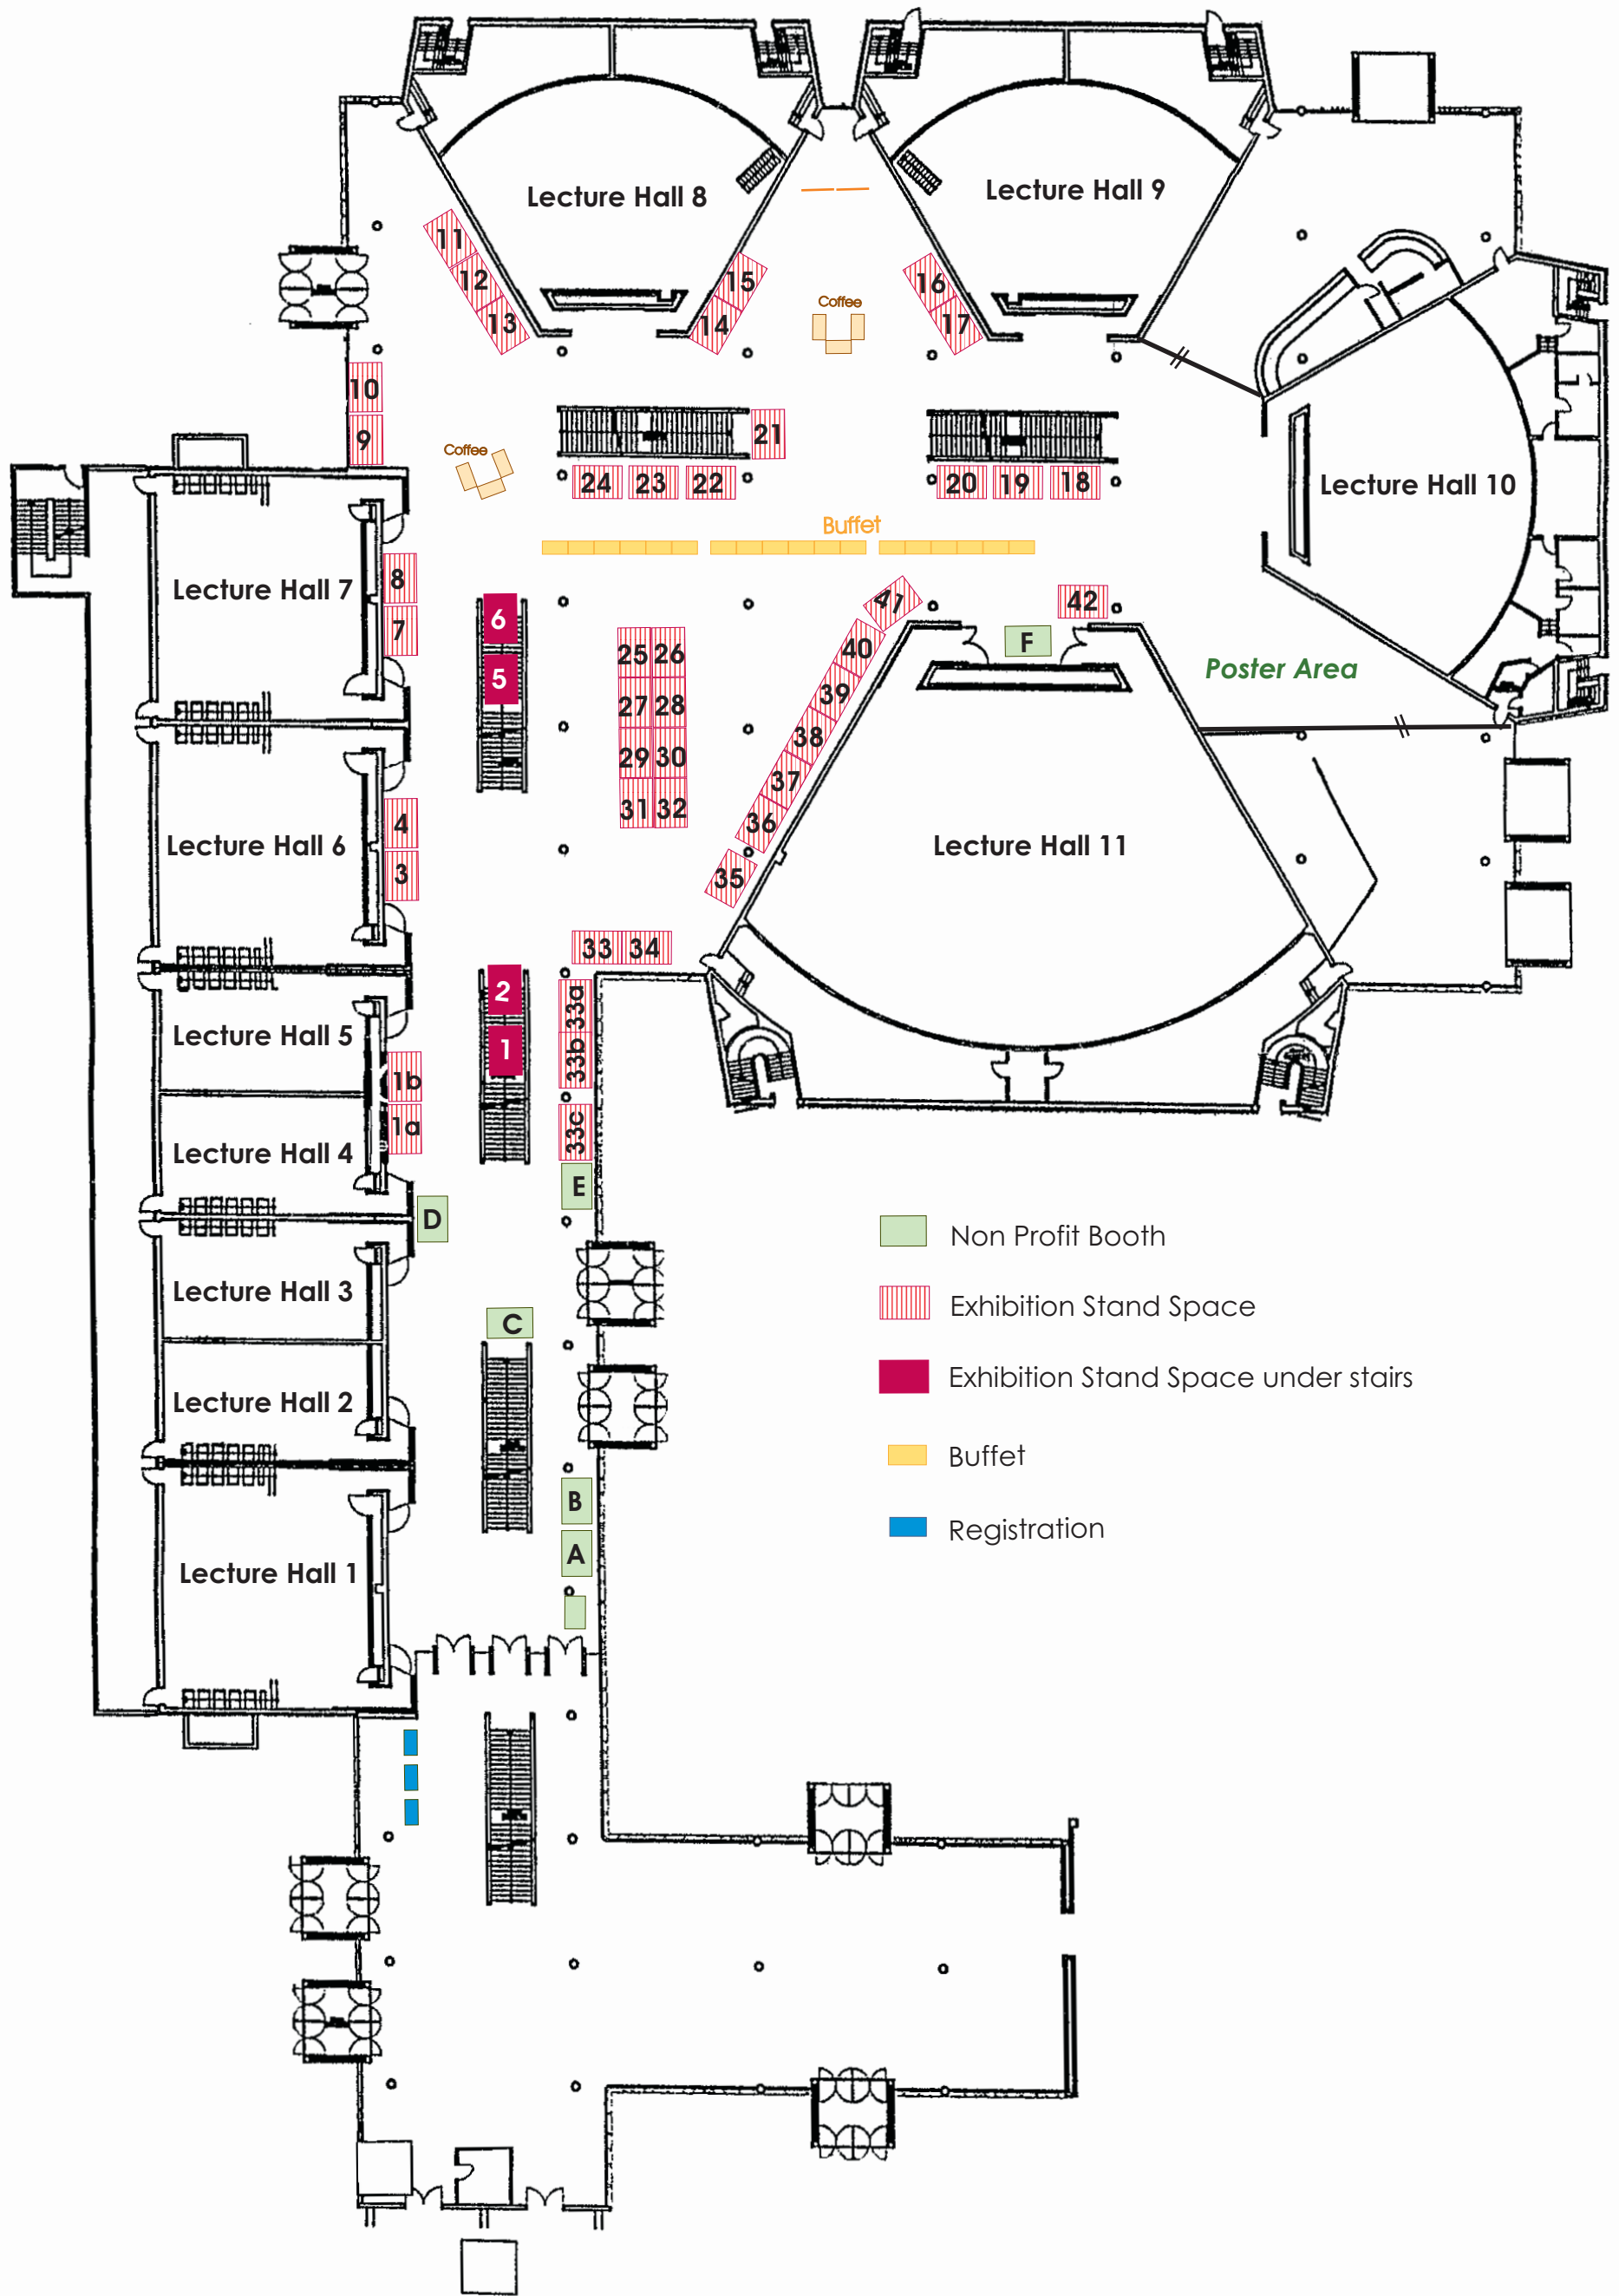 Lecture Hall 8
Lecture Hall 9
11
12
13
15
14
16
17
Coffee
10
9
21
Coffee
24
23
22
20
19
18
Lecture Hall 10
Buffet
Lecture Hall 7
8
7
6
5
41
42
F
25
26
27
28
29
30
31
32
40
39
38
37
36
35
Poster Area
Lecture Hall 6
4
3
Lecture Hall 11
33
34
2
1
33a
33b
33c
Lecture Hall 5
1b
1a
Lecture Hall 4
E
D
Lecture Hall 3
C
Lecture Hall 2
B
A
Lecture Hall 1
Non Profit Booth
Exhibition Stand Space
Exhibition Stand Space under stairs
Buffet
Registration